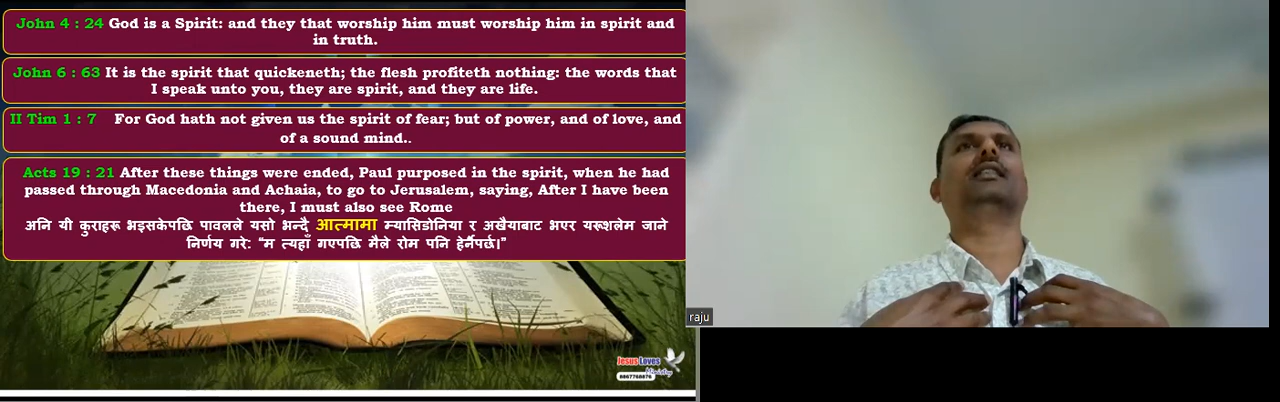 John 4 : 24 God is a Spirit: and they that worship him must worship him in spirit and
in truth.
John 6 : 63 It is the spirit that quickeneth; the flesh profiteth nothing: the words that
I speak unto you, they are spirit, and they are life.
II Tim 1 : 7 For God hath not given us the spirit of fear; but of power, and of love, and
of a sound mind..
Acts 19 : 21 After these things were ended, Paul purposed in the spirit, when he had
passed through Macedonia and Achaia, to go to Jerusalem, saying, After I have been
there, I must also see Rome
अनि यी कुराहरू भइसकेपछि पावलले यसो भन्दै आत्मामा म्यासिडोनिया र अखैयाबाट भएर यरूशलेम जाने
निर्णय गरे: “म त्यहाँ गएपछि मैले रोम पनि हेर्नैपर्छ।”
Jesus Loves
Ministry
raju